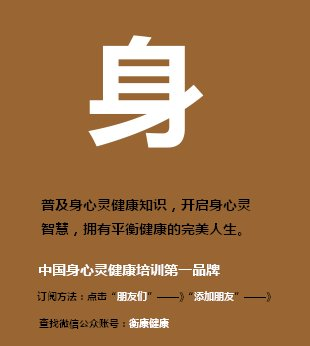 身
普及身心灵健康知识，开启身心灵
智慧，拥有平衡健康的完美人生。
中国身心灵健康培训第一品牌
订阅方法：点击“朋友们”——》“添加朋友”——》
查找微信公众账号：衡康健康